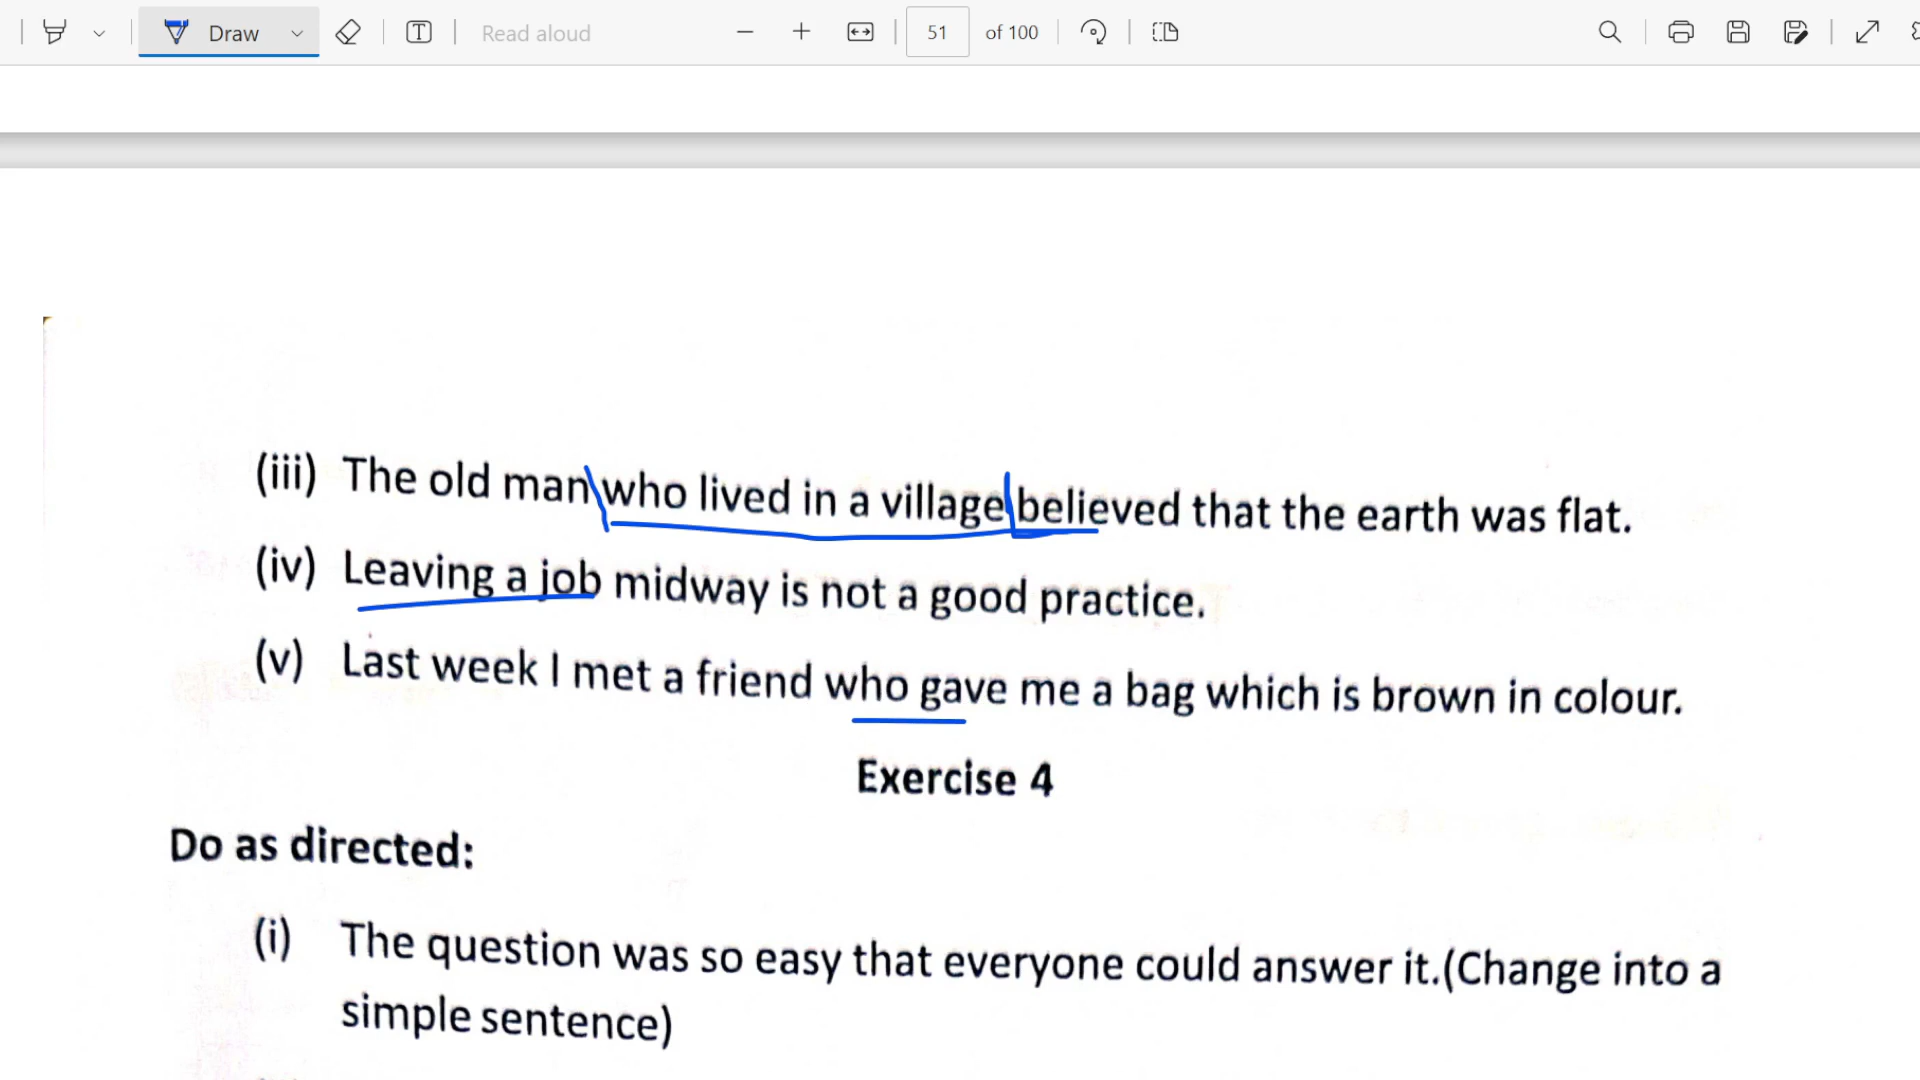 Draw
Read aloud
51 of 100
(iii) The old man who lived in a village believed that the earth was flat.
(iv) Leaving a job midway is not a good practice.
(v) Last week I met a friend who gave me a bag which is brown in colour.
Exercise 4
Do as directed:
(i) The question was so easy that everyone could answer it.(Change into a
simple sentence)